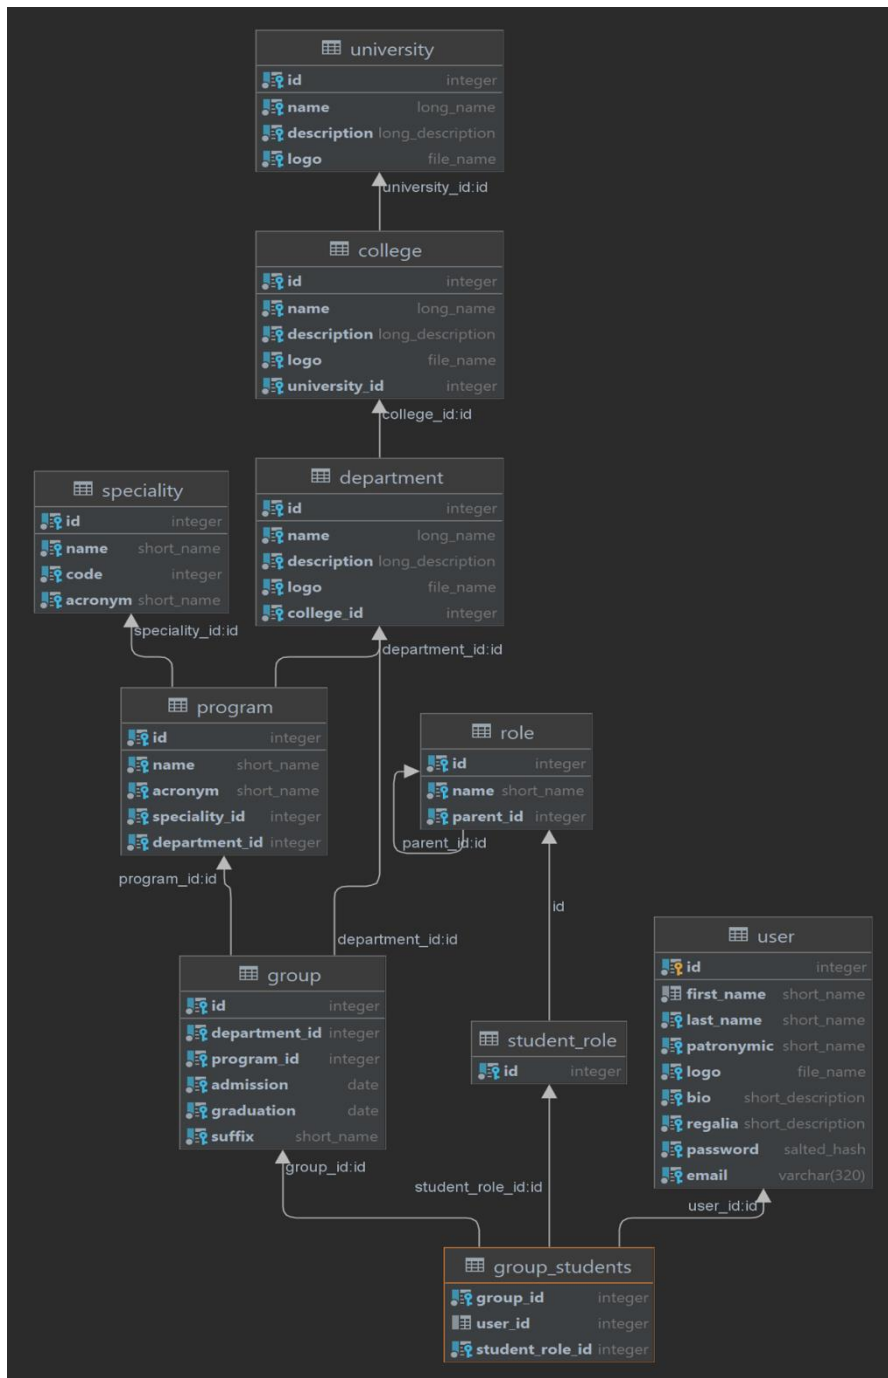 university
id integer
name long_name
description long_description
logo file_name
university_id:id
college
id integer
name long_name
description long_description
logo file_name
university_id integer
college_id:id
department
id integer
name long_name
description long_description
logo file_name
college_id integer
speciality
id integer
name short_name
code integer
acronym short_name
speciality_id:id
department_id:id
program
id integer
name short_name
acronym short_name
speciality_id integer
department_id integer
role
id integer
name short_name
parent_id integer
parent_id:id
program_id:id
id
department_id:id
group
id integer
department_id integer
program_id integer
admission date
graduation date
suffix short_name
student_role
id integer
user
id integer
first_name short_name
last_name short_name
patronymic short_name
logo file_name
bio short_description
regalia short_description
password salted_hash
email varchar(320)
group_id:id
student_role_id:id
user_id:id
group_students
group_id integer
user_id integer
student_role_id integer